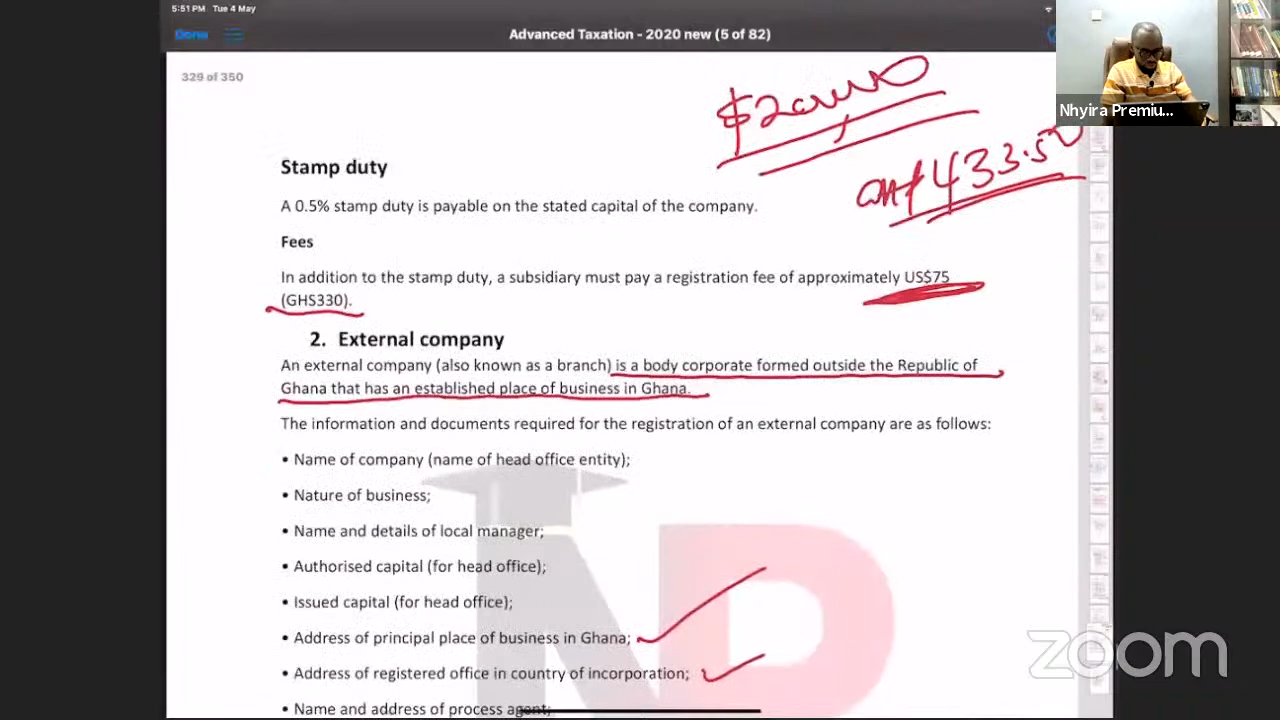 5:51 PM Tue 4 May
Done
Advanced Taxation - 2020 new (5 of 82)
329 of 350
Nhyira Premiu...
433.50
Stamp duty
A 0.5% stamp duty is payable on the stated capital of the company.
Fees
In addition to the stamp duty, a subsidiary must pay a registration fee of approximately US$75
(GHS330).
2. External company
An external company (also known as a branch) is a body corporate formed outside the Republic of
Ghana that has an established place of business in Ghana.
The information and documents required for the registration of an external company are as follows:
• Name of company (name of head office entity);
• Nature of business;
• Name and details of local manager;
• Authorised capital (for head office);
• Issued capital (for head office);
• Address of principal place of business in Ghana;
• Address of registered office in country of incorporation;
• Name and address of process agent;
ND
zoom